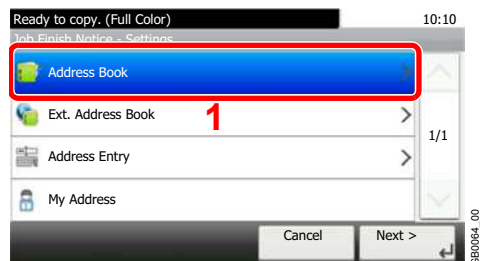 Ready to copy. (Full Color) 10:10
Job Finish Notice - Settings
Address Book
Ext. Address Book
1
1/1
Address Entry
My Address
Cancel
Next >
GB0064_00